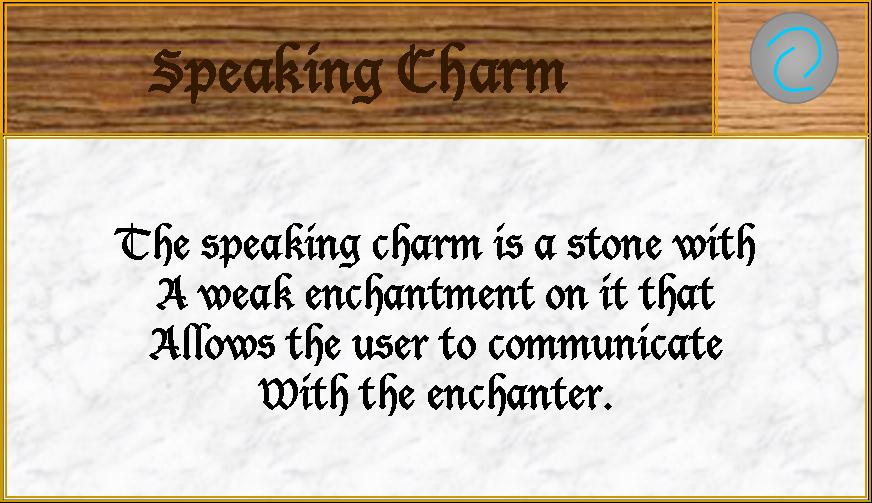 Speaking Charm
The speaking charm is a stone with
A weak enchantment on it that
Allows the user to communicate
With the enchanter.